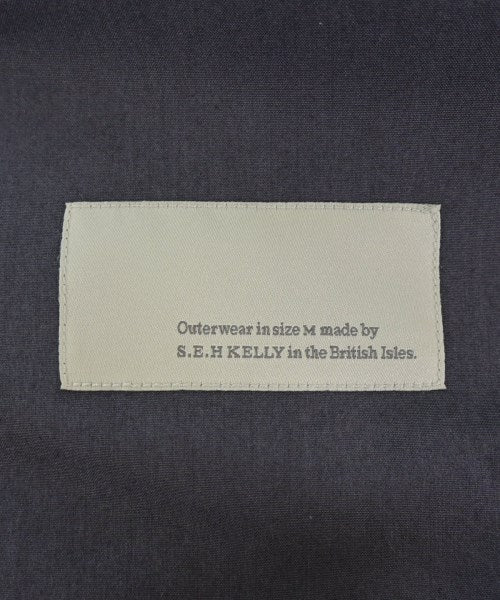 Outerwear in size M made by
S.E.H KELLY in the British Isles.